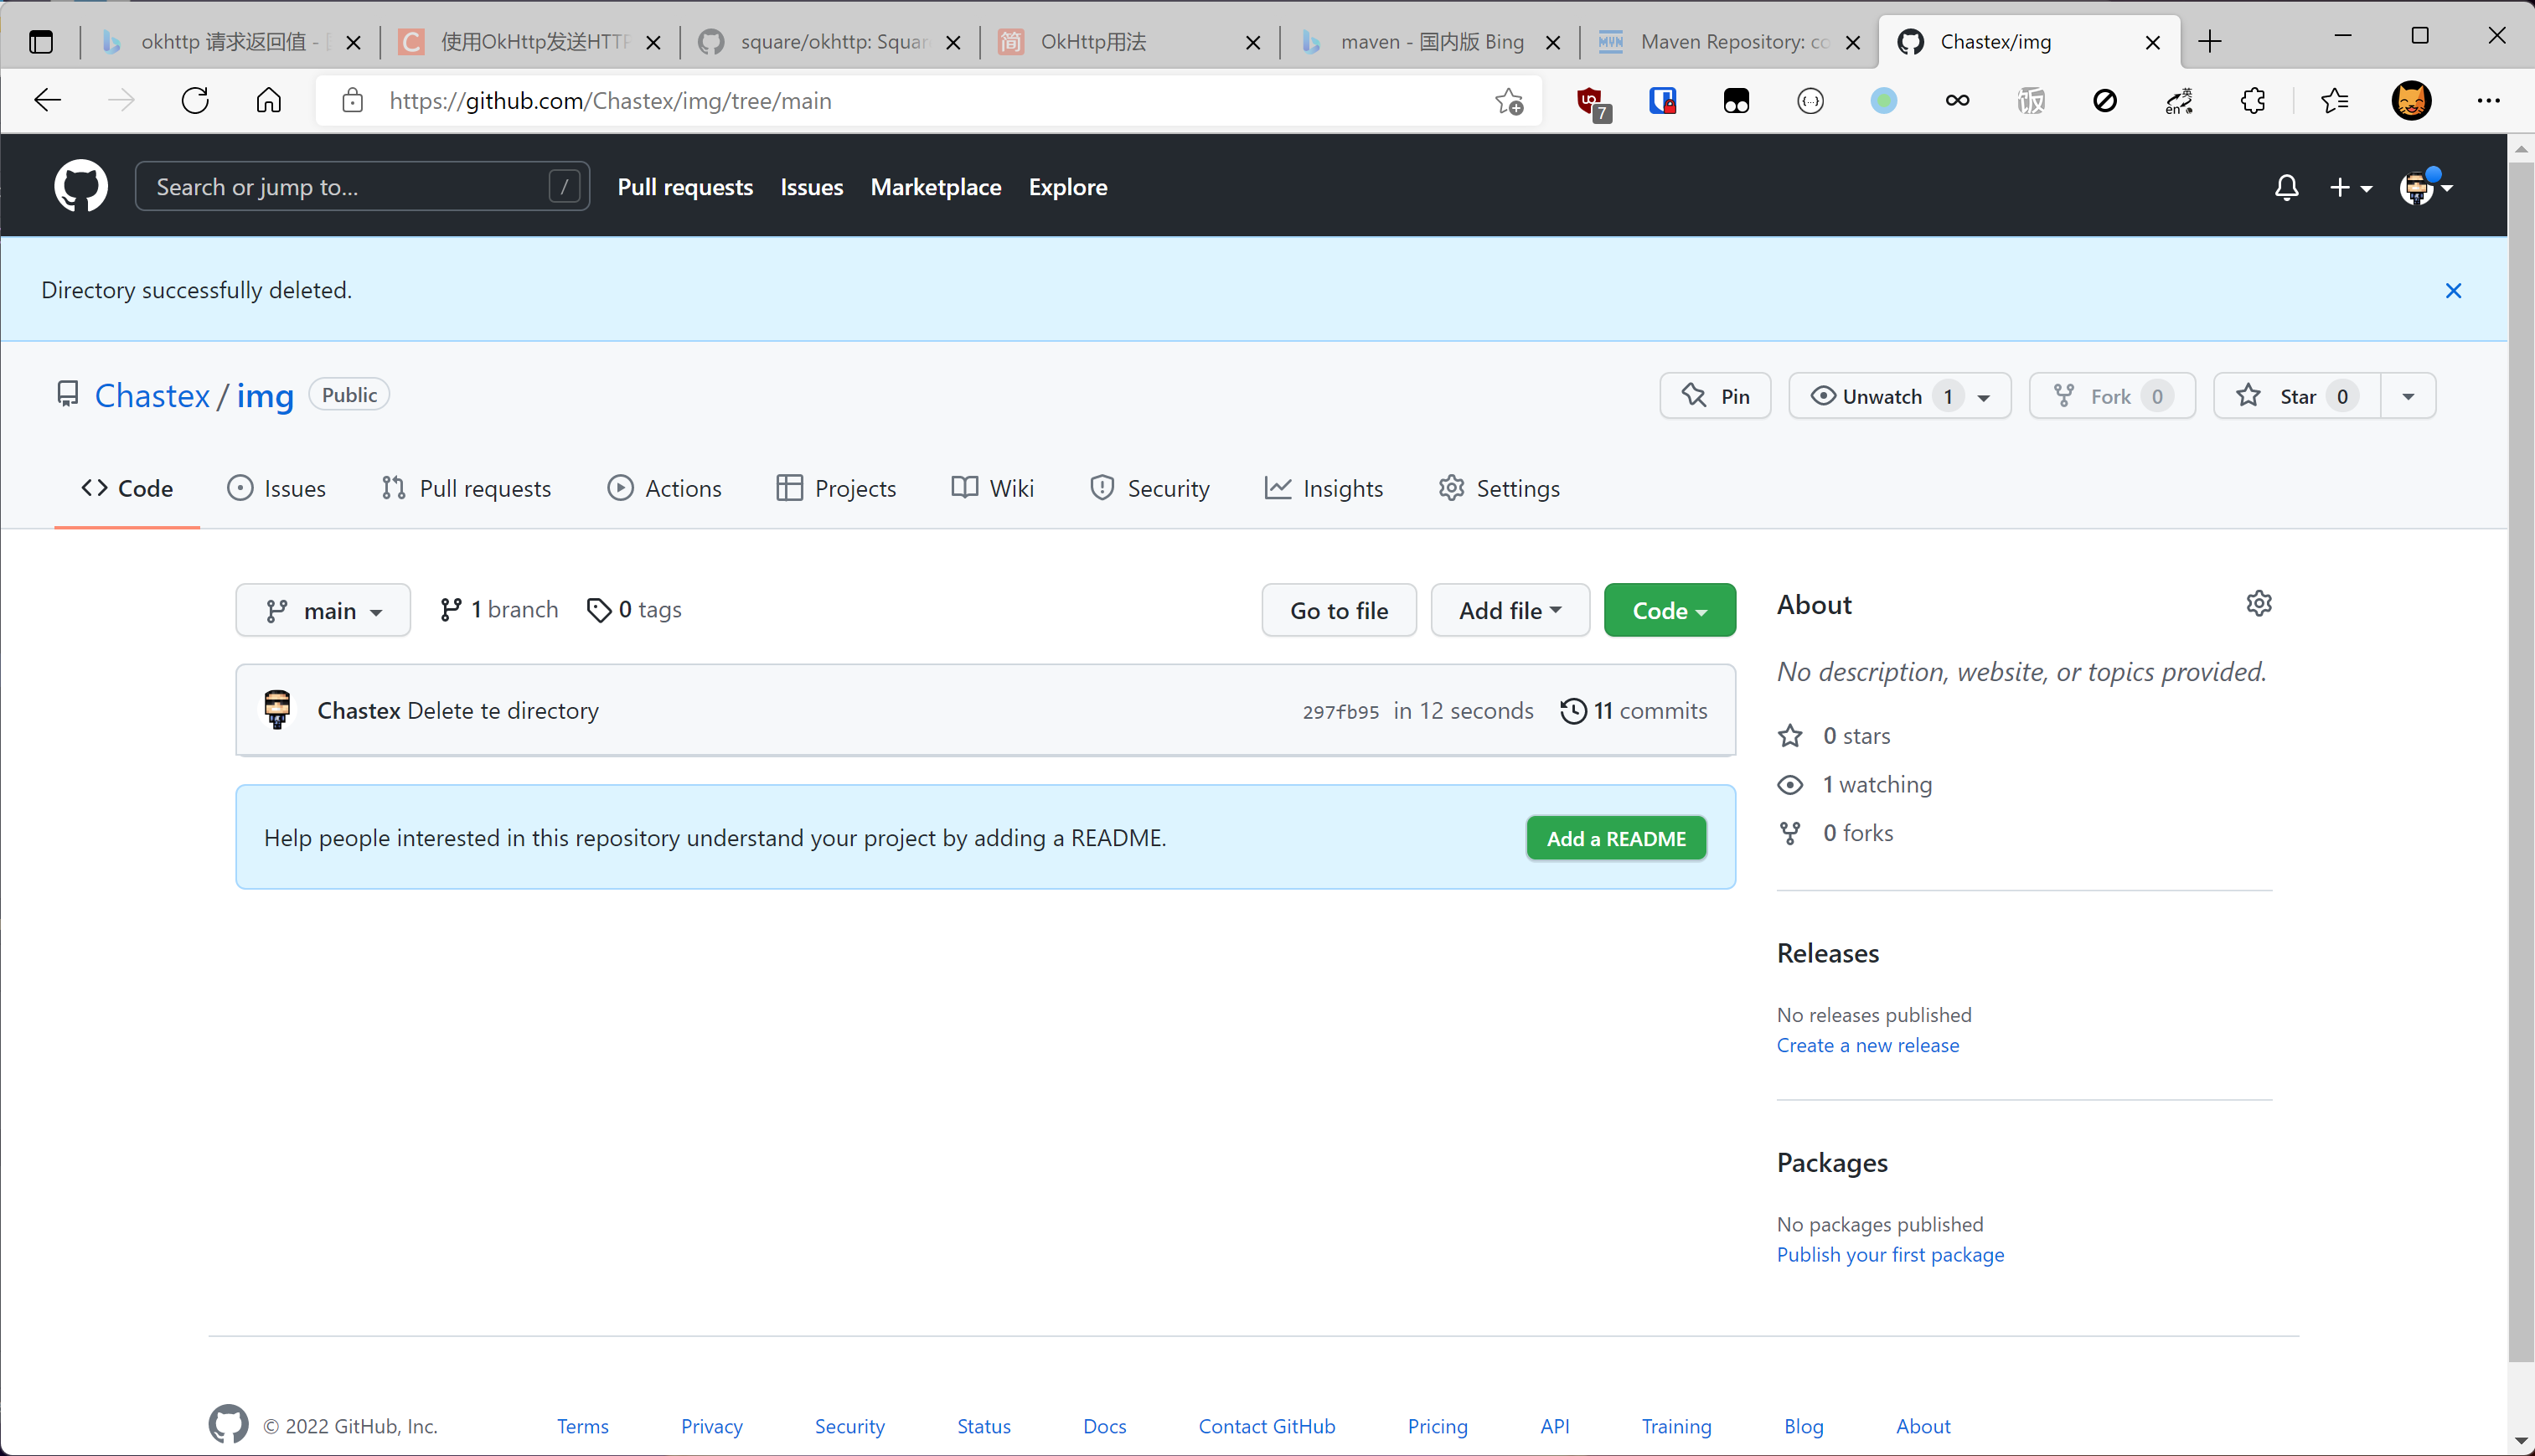 okhttp 请求返回值 -
使用OkHttp发送HTTP
square/okhttp: Squar
OkHttp用法
maven - 国内版 Bing
Maven Repository: co
Chastex/img
https://github.com/Chastex/img/tree/main
7
Search or jump to...
/
Pull requests
Issues
Marketplace
Explore
Directory successfully deleted.
Chastex / img Public
Pin
Unwatch 1
Fork 0
Star 0
Code
Issues
Pull requests
Actions
Projects
Wiki
Security
Insights
Settings
main
1 branch
0 tags
Go to file
Add file
Code
Chastex Delete te directory
297fb95 in 12 seconds
11 commits
Help people interested in this repository understand your project by adding a README.
Add a README
About
No description, website, or topics provided.
0 stars
1 watching
0 forks
Releases
No releases published
Create a new release
Packages
No packages published
Publish your first package
© 2022 GitHub, Inc.
Terms
Privacy
Security
Status
Docs
Contact GitHub
Pricing
API
Training
Blog
About